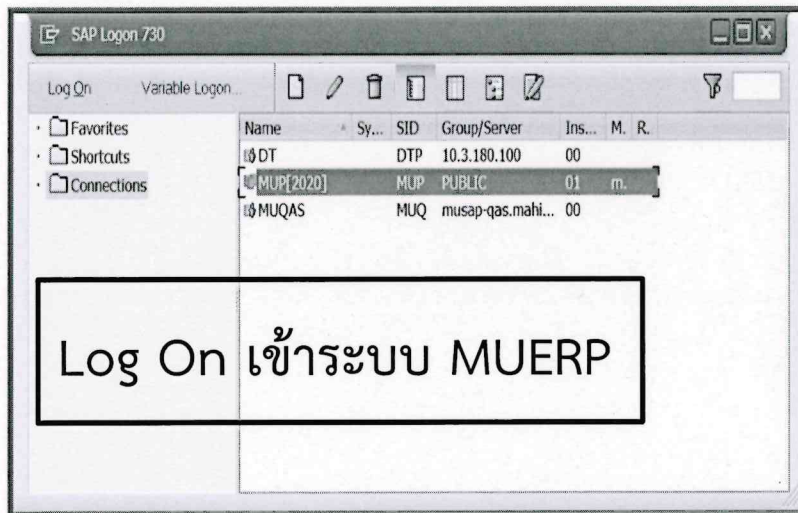 SAP Logon 730
Log On Variable Logon...
Favorites
Shortcuts
Connections
Name Sy... SID Group/Server Ins... M. R.
DT DTP 10.3.180.100 00
MUP[2020] MUP PUBLIC 01 m.
MUQAS MUQ musap-qas.mahi... 00
Log On เข้าระบบ MUERP